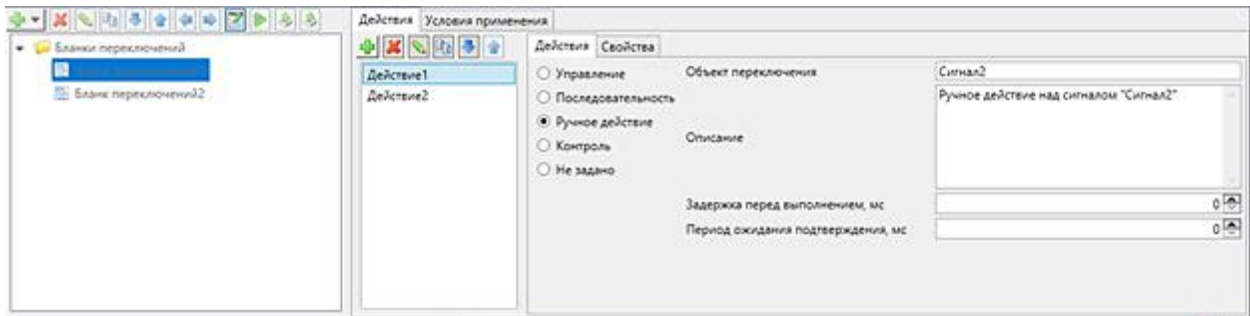 Действия Условия применения
Бланки переключений
Бланк переключений2
Действие1
Действие2
Действия Свойства
Управление
Последовательность
Ручное действие
Контроль
Не задано
Объект переключения Сигнал2
Описание Ручное действие над сигналом "Сигнал2"
Задержка перед выполнением, мс 0
Период ожидания подтверждения, мс 0